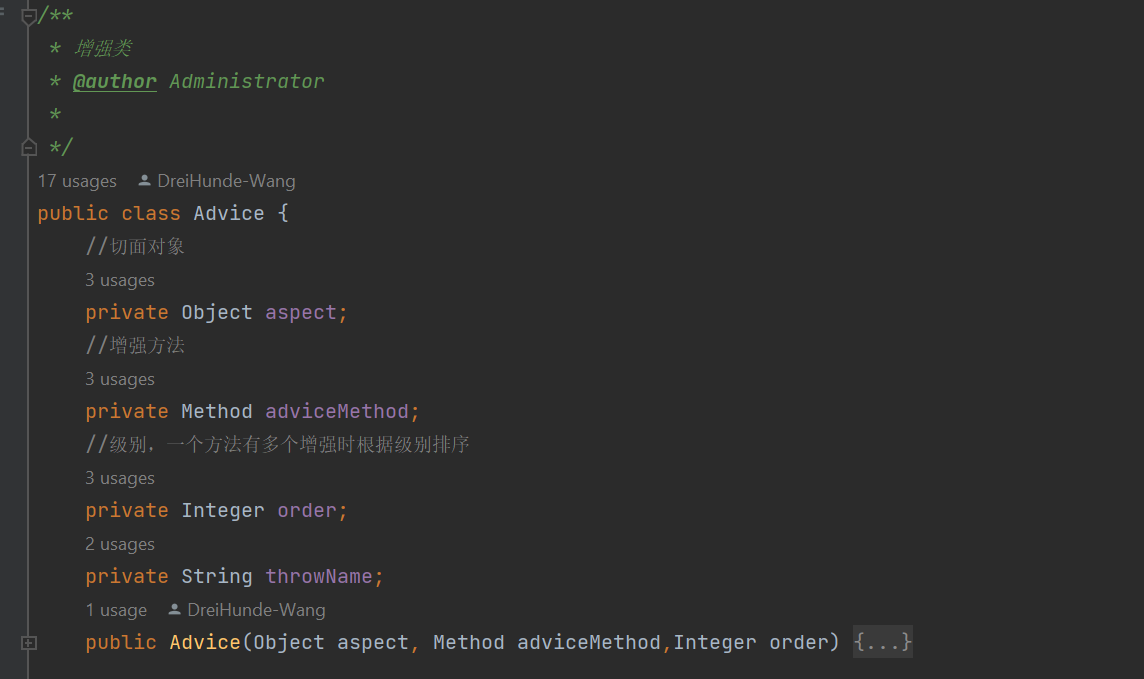 /**
* 增强类
* @author Administrator
*
*/
17 usages DreiHunde-Wang
public class Advice {
//切面对象
3 usages
private Object aspect;
//增强方法
3 usages
private Method adviceMethod;
//级别，一个方法有多个增强时根据级别排序
3 usages
private Integer order;
2 usages
private String throwName;
1 usage DreiHunde-Wang
public Advice(Object aspect, Method adviceMethod,Integer order) {...}